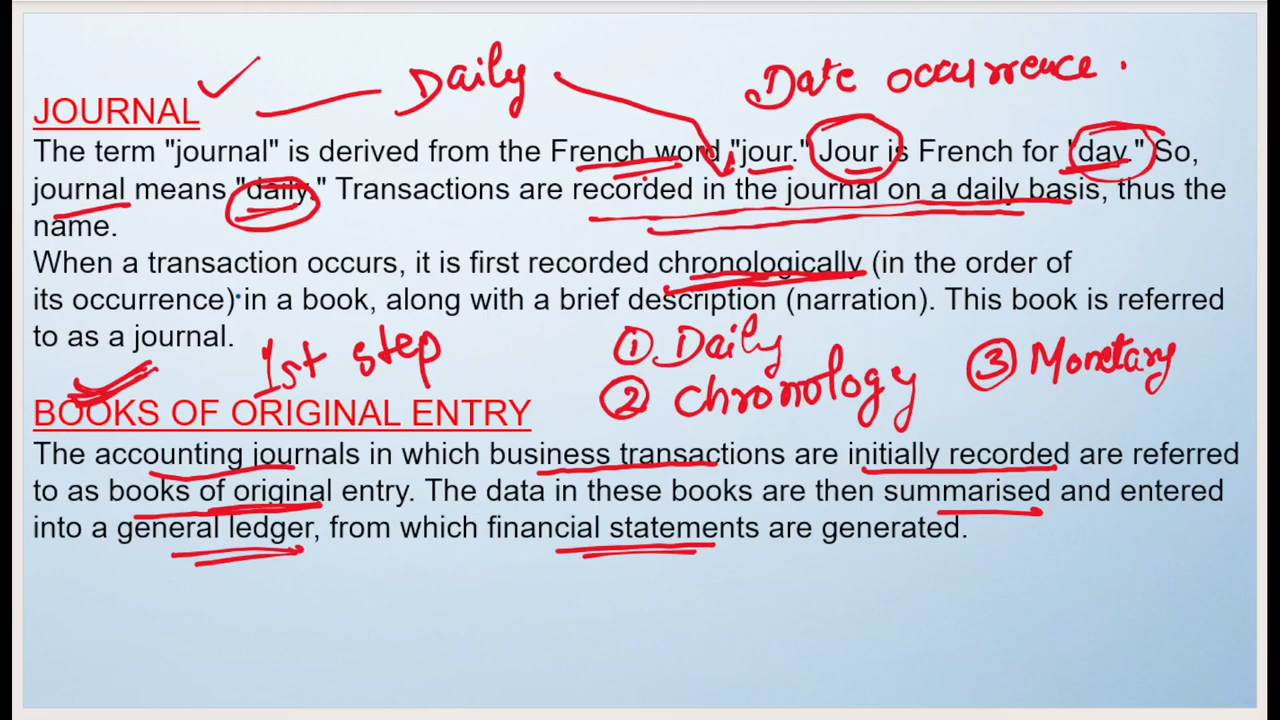 Daily
Date occurrence.
JOURNAL
The term "journal" is derived from the French word "jour." Jour is French for "day." So,
journal means "daily." Transactions are recorded in the journal on a daily basis, thus the
name.
When a transaction occurs, it is first recorded chronologically (in the order of
its occurrence) in a book, along with a brief description (narration). This book is referred
to as a journal.
1st step
① Daily
② Chronology
③ Monetary
BOOKS OF ORIGINAL ENTRY
The accounting journals in which business transactions are initially recorded are referred
to as books of original entry. The data in these books are then summarised and entered
into a general ledger, from which financial statements are generated.